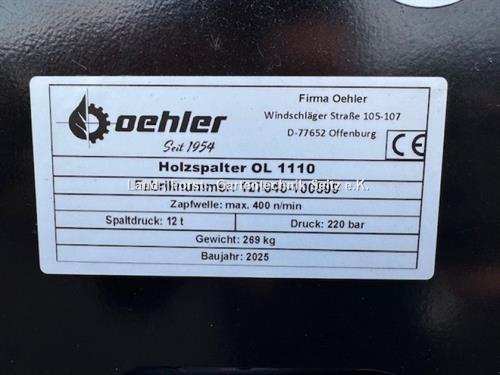 oehler
Seit 1954
Firma Oehler
Windschläger Straße 105-107
D-77652 Offenburg
CE
Holzspalter OL 1110
Fabriknummer:
Zapfwelle: max. 400 n/min
Spaltdruck: 12 t
Druck: 220 bar
Gewicht: 269 kg
Baujahr: 2025